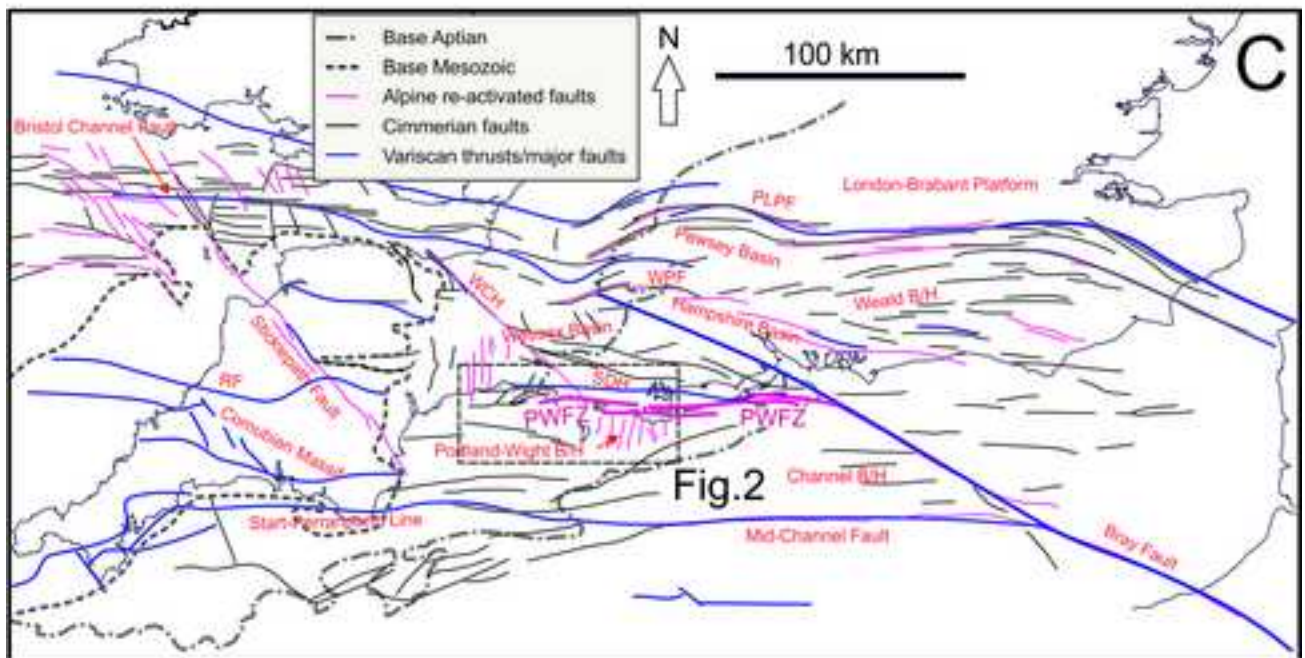 C
Base Aptian
Base Mesozoic
Alpine re-activated faults
Cimmerian faults
Variscan thrusts/major faults
N
100 km
Bristol Channel Fault
London-Brabant Platform
PLPF
Pewsey Basin
WCH
WPF
Weald B/H
Hampshire Basin
Wessex Basin
Sticklepath Fault
SDH
RF
PWFZ
PWFZ
Cornubian Massif
Portland-Wight B/H
Fig.2
Channel B/H
Start-Perranporth Line
Mid-Channel Fault
Bray Fault